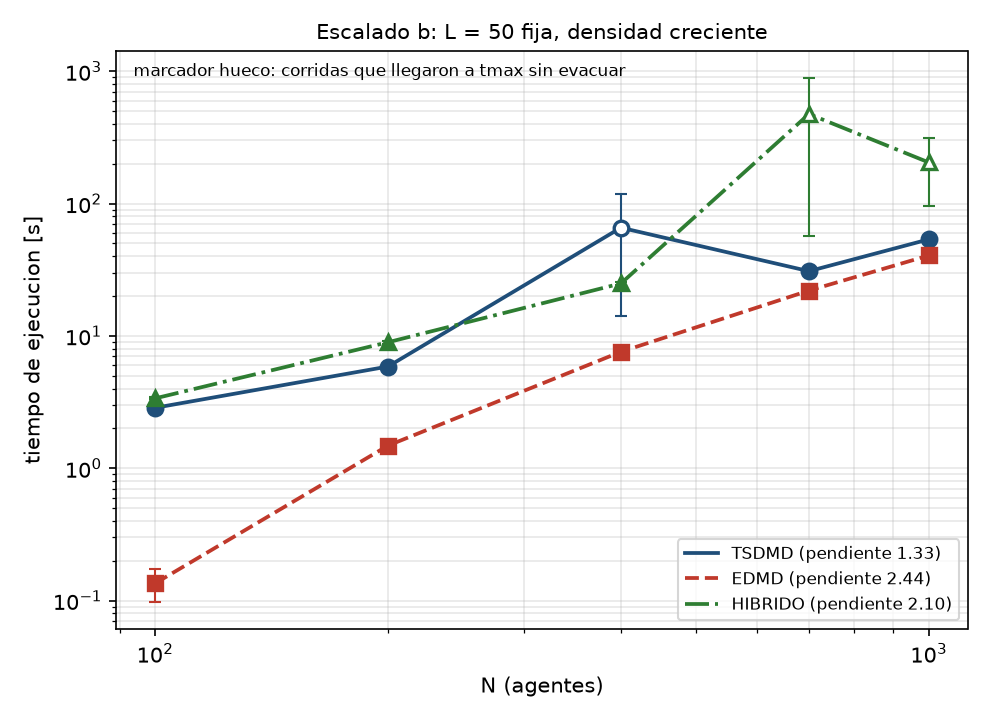 Escalado b: L = 50 fija, densidad creciente
marcador hueco: corridas que llegaron a tmax sin evacuar
tiempo de ejecucion [s]
10³
10²
10¹
10⁰
10⁻¹
TSDMD (pendiente 1.33)
EDMD (pendiente 2.44)
HIBRIDO (pendiente 2.10)
10² 10³
N (agentes)